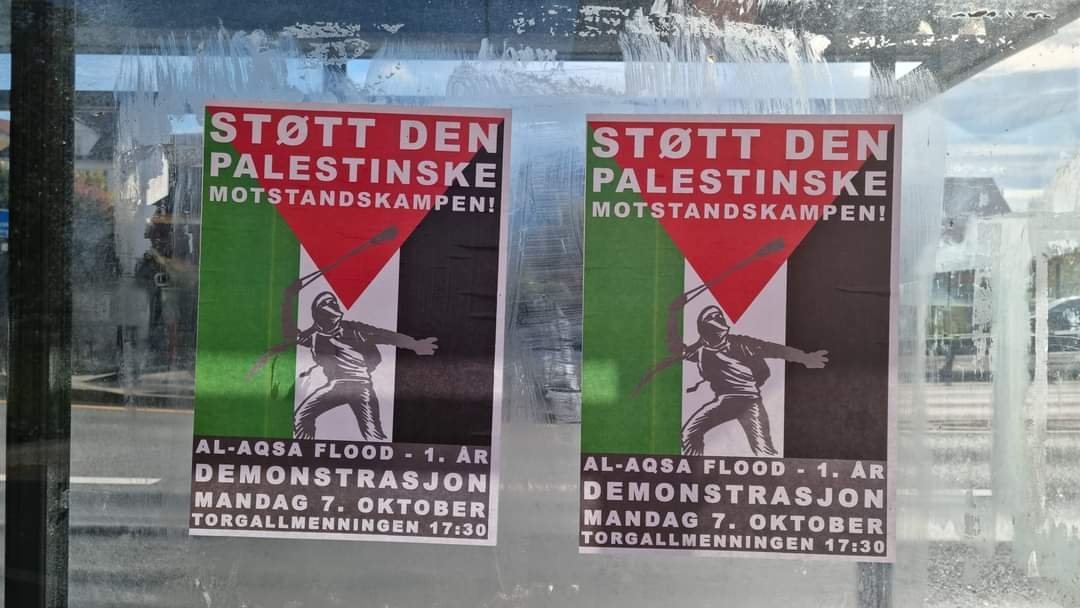 STØTT DEN
PALESTINSKE
MOTSTANDSKAMPEN!
AL-AQSA FLOOD - 1. ÅR
DEMONSTRASJON
MANDAG 7. OKTOBER
TORGALLMENNINGEN 17:30
STØTT DEN
PALESTINSKE
MOTSTANDSKAMPEN!
AL-AQSA FLOOD - 1. ÅR
DEMONSTRASJON
MANDAG 7. OKTOBER
TORGALLMENNINGEN 17:30